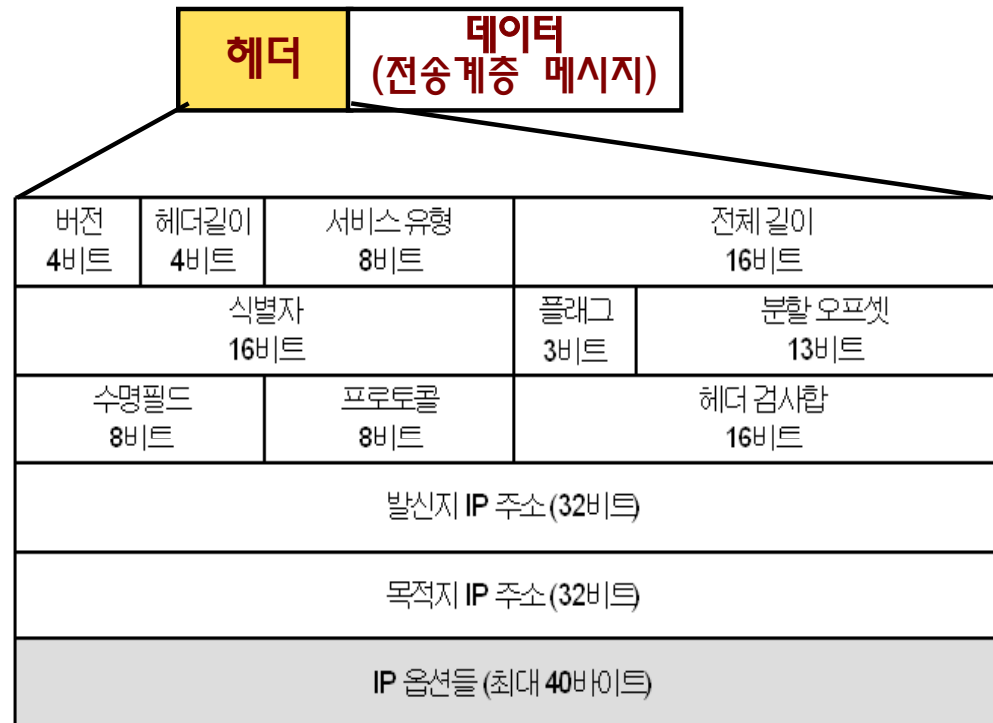 헤더
데이터
(전송계층 메시지)
버전
4비트
헤더길이
4비트
서비스 유형
8비트
전체 길이
16비트
식별자
16비트
플래그
3비트
분할 오프셋
13비트
수명필드
8비트
프로토콜
8비트
헤더 검사합
16비트
발신지 IP 주소 (32비트)
목적지 IP 주소 (32비트)
IP 옵션들 (최대 40바이트)